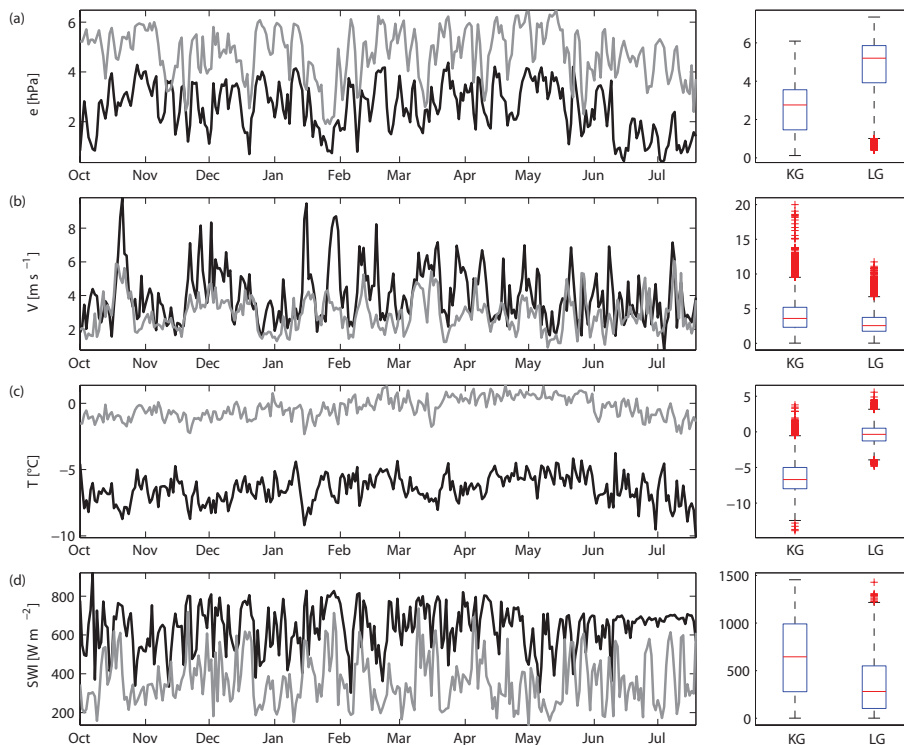 (a)
e [hPa]
6
4
2
Oct Nov Dec Jan Feb Mar Apr May Jun Jul
6
4
2
0
KG LG
(b)
V [m s −1]
8
6
4
2
Oct Nov Dec Jan Feb Mar Apr May Jun Jul
20
15
10
5
0
KG LG
(c)
T [°C]
0
−5
−10
Oct Nov Dec Jan Feb Mar Apr May Jun Jul
5
0
−5
−10
KG LG
(d)
SWI [W m −2]
800
600
400
200
Oct Nov Dec Jan Feb Mar Apr May Jun Jul
1500
1000
500
0
KG LG